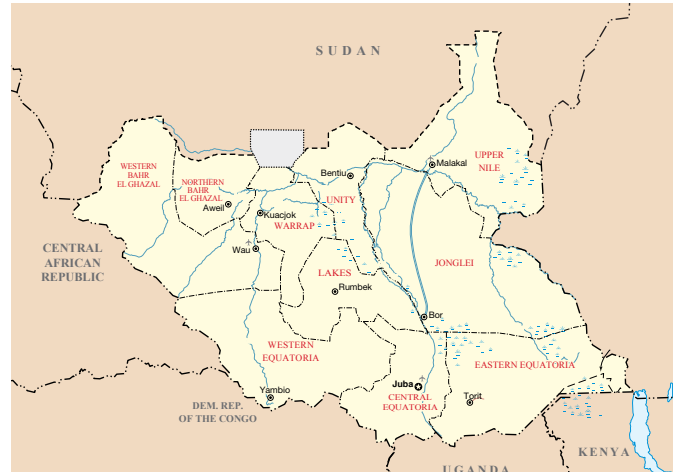 SUDAN
Malakal
UPPER
NILE
WESTERN
BAHR
EL GHAZAL
NORTHERN
BAHR
EL GHAZAL
Bentiu
UNITY
Aweil
Kuacjok
WARRAP
Wau
CENTRAL
AFRICAN
REPUBLIC
JONGLEI
LAKES
Rumbek
Bor
WESTERN
EQUATORIA
EASTERN EQUATORIA
Juba
Yambio
CENTRAL
EQUATORIA
Torit
DEM. REP.
OF THE CONGO
KENYA
UGANDA